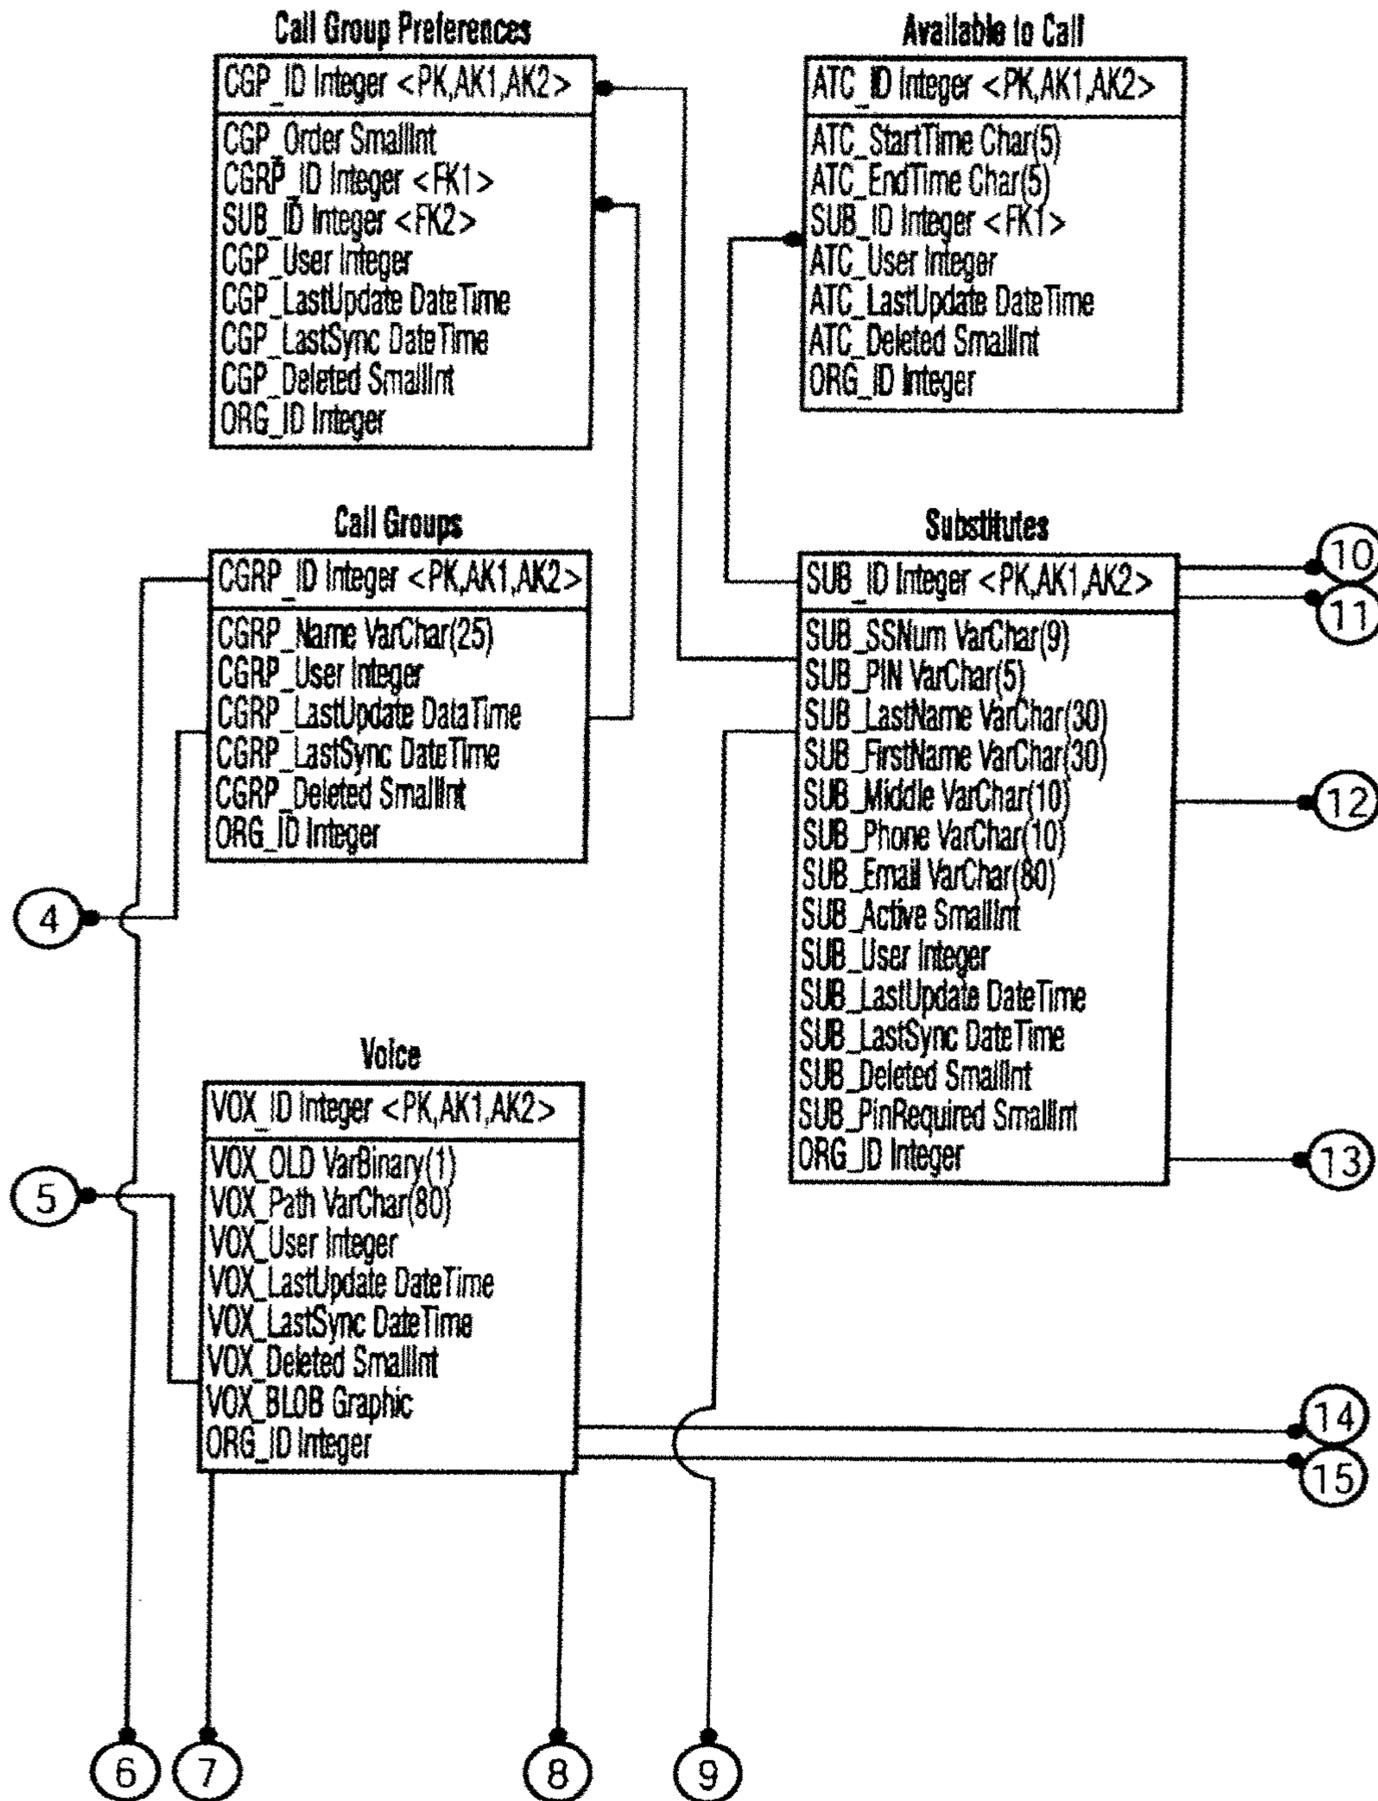 Call Group Preferences
CGP_ID Integer <PK,AK1,AK2>
CGP_Order SmallInt
CGRP_ID Integer <FK1>
SUB_ID Integer <FK2>
CGP_User Integer
CGP_LastUpdate DateTime
CGP_LastSync DateTime
CGP_Deleted SmallInt
ORG_ID Integer
Available to Call
ATC_ID Integer <PK,AK1,AK2>
ATC_StartTime Char(5)
ATC_EndTime Char(5)
SUB_ID Integer <FK1>
ATC_User Integer
ATC_LastUpdate DateTime
ATC_Deleted SmallInt
ORG_ID Integer
Call Groups
CGRP_ID Integer <PK,AK1,AK2>
CGRP_Name VarChar(25)
CGRP_User Integer
CGRP_LastUpdate DataTime
CGRP_LastSync DateTime
CGRP_Deleted SmallInt
ORG_ID Integer
Substitutes
SUB_ID Integer <PK,AK1,AK2>
SUB_SSNum VarChar(9)
SUB_PIN VarChar(5)
SUB_LastName VarChar(30)
SUB_FirstName VarChar(30)
SUB_Middle VarChar(10)
SUB_Phone VarChar(10)
SUB_Email VarChar(80)
SUB_Active SmallInt
SUB_User Integer
SUB_LastUpdate DateTime
SUB_LastSync DateTime
SUB_Deleted SmallInt
SUB_PinRequired SmallInt
ORG_ID Integer
10
11
12
13
4
Voice
VOX_ID Integer <PK,AK1,AK2>
VOX_OLD VarBinary(1)
VOX_Path VarChar(80)
VOX_User Integer
VOX_LastUpdate DateTime
VOX_LastSync DateTime
VOX_Deleted SmallInt
VOX_BLOB Graphic
ORG_ID Integer
5
14
15
6
7
8
9